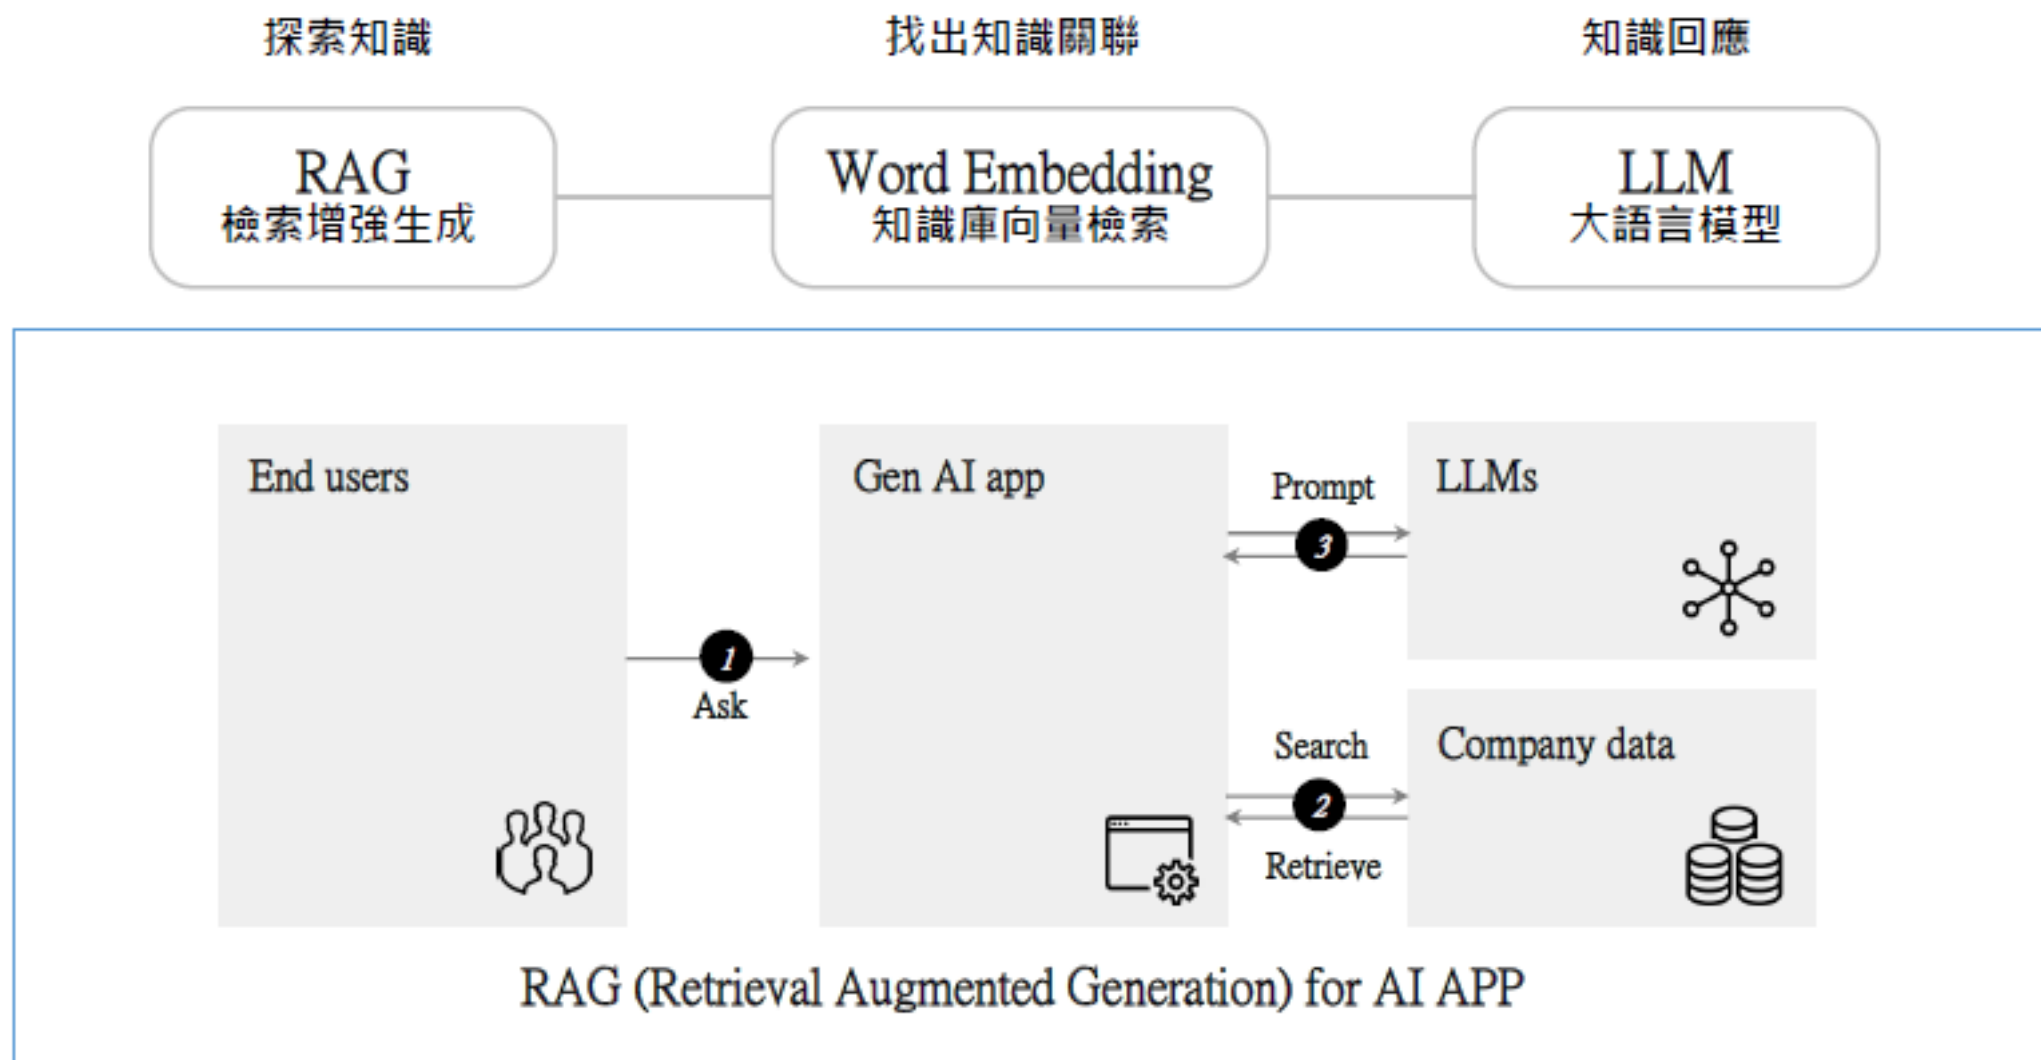 探索知識
找出知識關聯
知識回應
RAG
檢索增強生成
Word Embedding
知識庫向量檢索
LLM
大語言模型
End users
Gen AI app
Prompt
LLMs
3
1
Ask
Search
Company data
2
Retrieve
RAG (Retrieval Augmented Generation) for AI APP